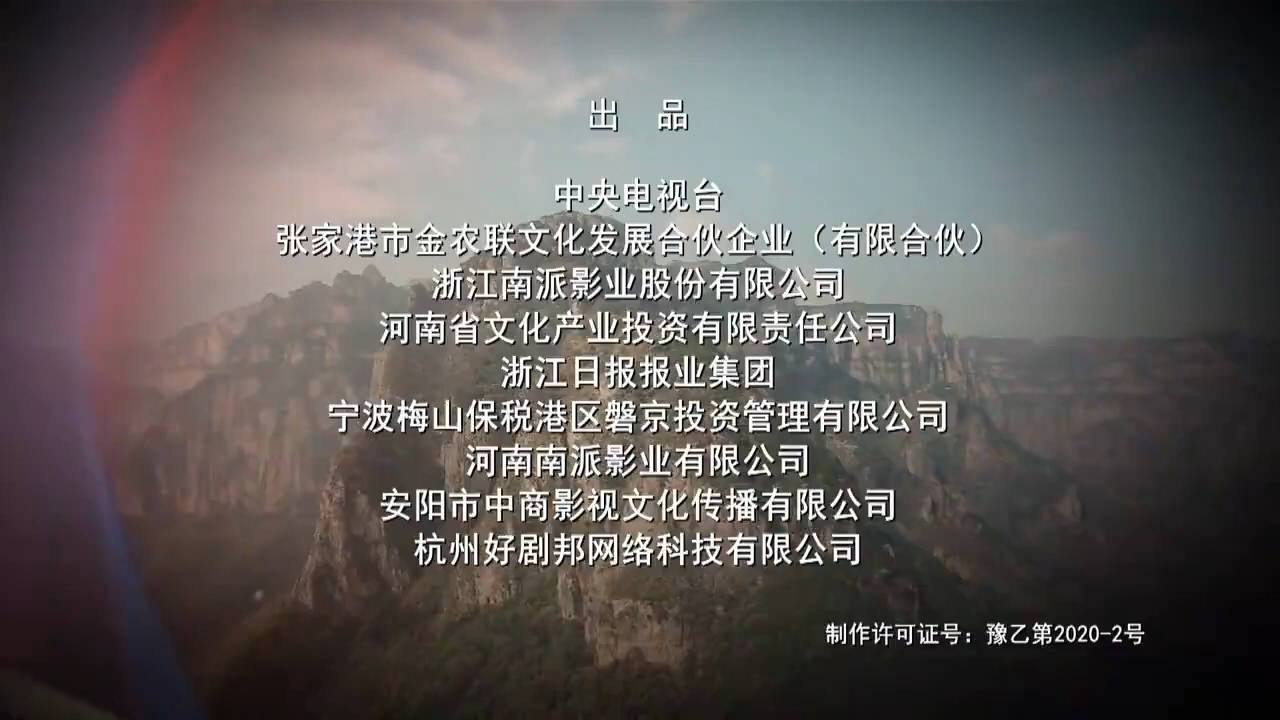 出 品
中央电视台
张家港市金农联文化发展合伙企业（有限合伙）
浙江南派影业股份有限公司
河南省文化产业投资有限责任公司
浙江日报报业集团
宁波梅山保税港区磐京投资管理有限公司
河南南派影业有限公司
安阳市中商影视文化传播有限公司
杭州好剧邦网络科技有限公司
制作许可证号：豫乙第2020-2号